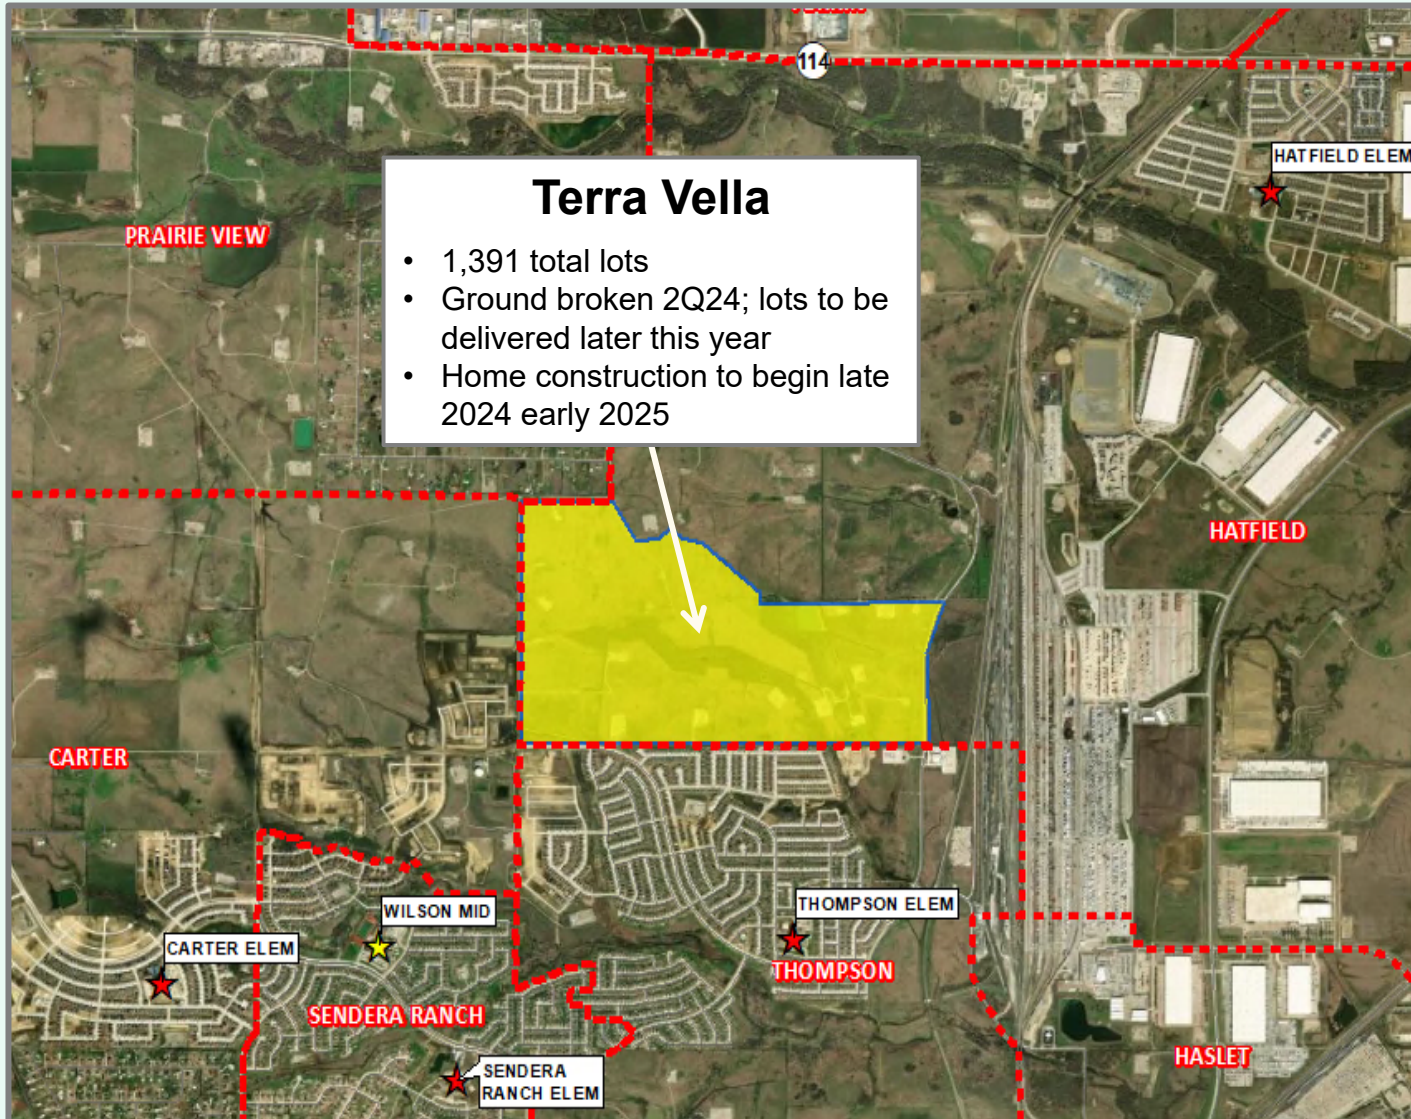 114
HATFIELD ELEM
Terra Vella
• 1,391 total lots
• Ground broken 2Q24; lots to be
delivered later this year
• Home construction to begin late
2024 early 2025
PRAIRIE VIEW
HATFIELD
CARTER
WILSON MID
THOMPSON ELEM
CARTER ELEM
THOMPSON
SENDERA RANCH
HASLET
SENDERA
RANCH ELEM